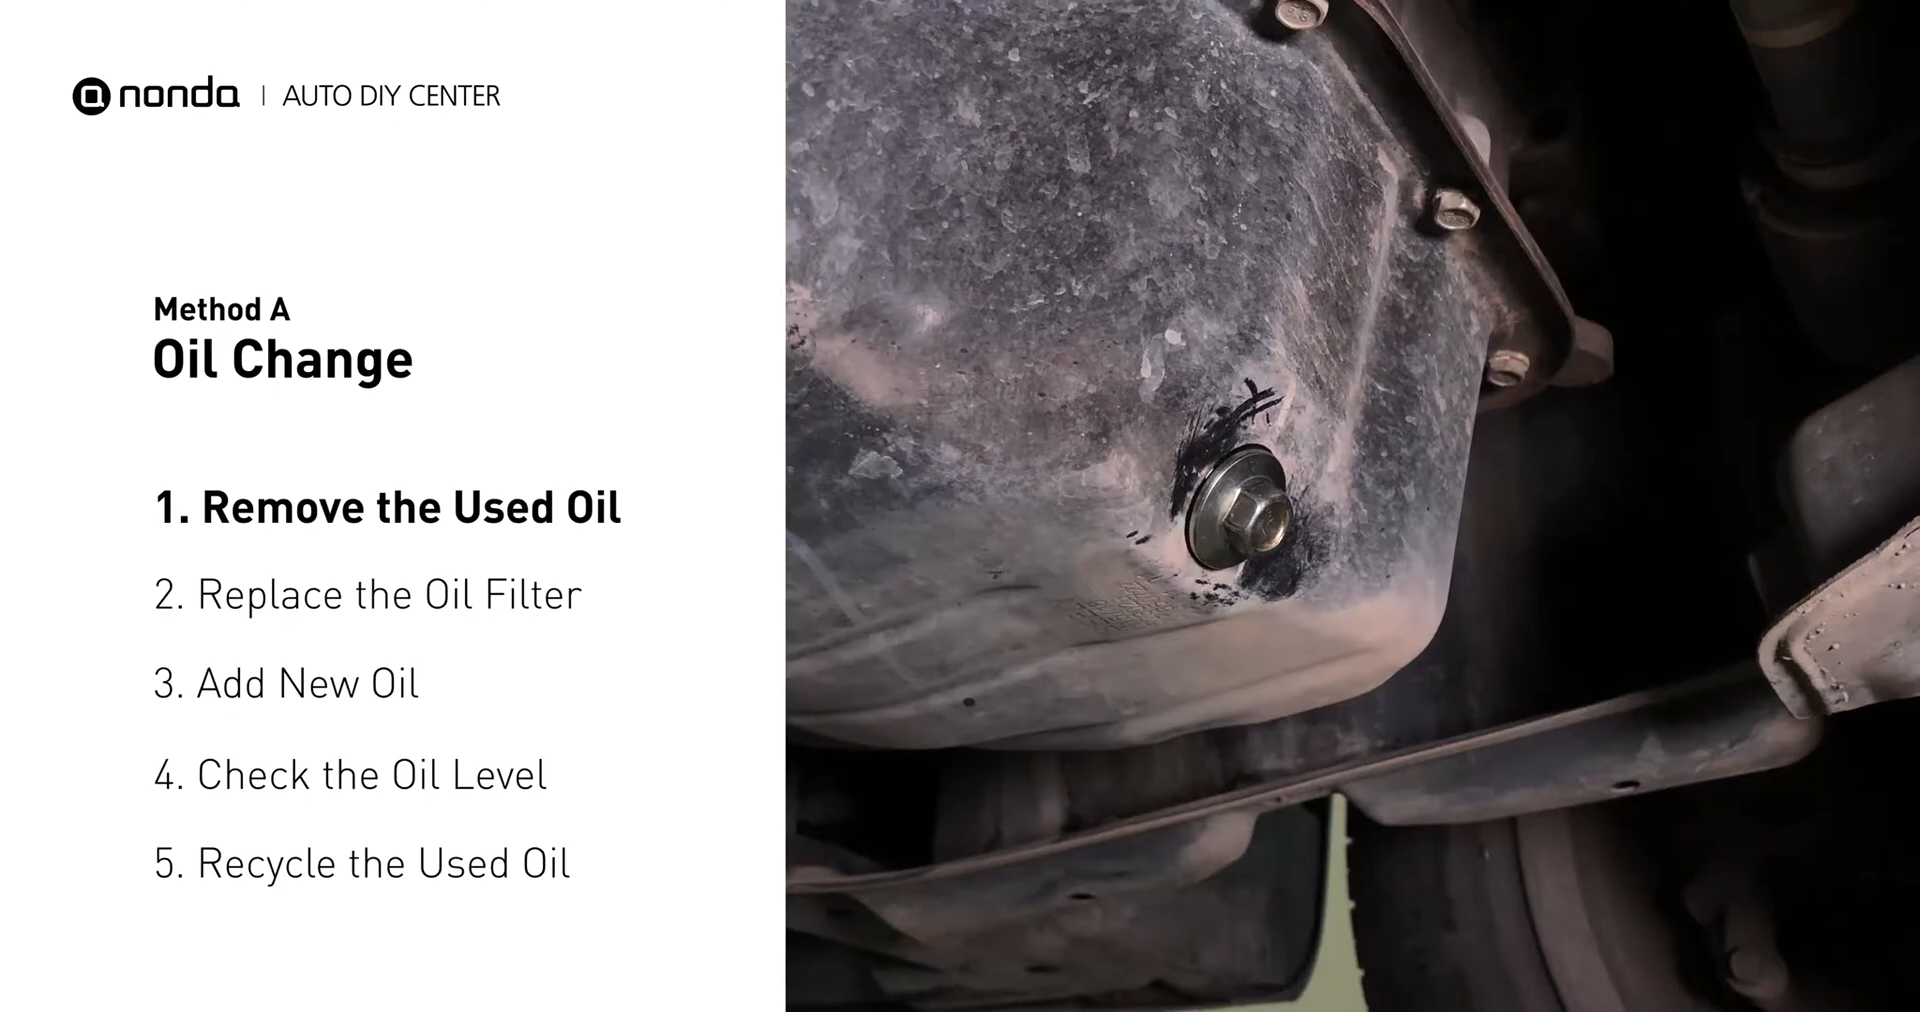 nonda | AUTO DIY CENTER
Method A
Oil Change
1. Remove the Used Oil
2. Replace the Oil Filter
3. Add New Oil
4. Check the Oil Level
5. Recycle the Used Oil